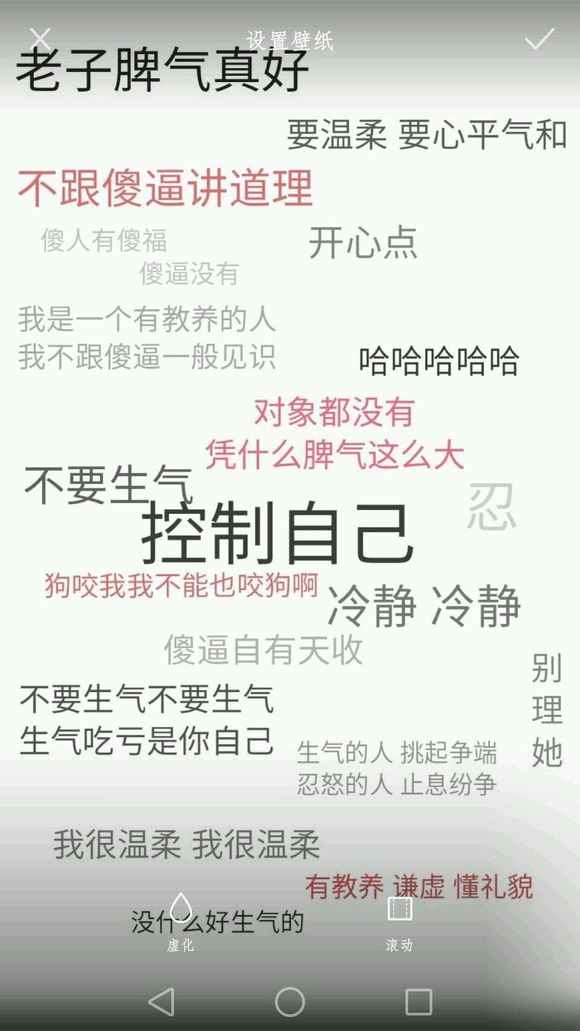 设置壁纸
老子脾气真好
要温柔 要心平气和
不跟傻逼讲道理
傻人有傻福
开心点
傻逼没有
我是一个有教养的人
我不跟傻逼一般见识
哈哈哈哈哈
对象都没有
凭什么脾气这么大
不要生气
忍
控制自己
狗咬我我不能也咬狗啊
冷静 冷静
傻逼自有天收
别理她
不要生气不要生气
生气吃亏是你自己
生气的人 挑起争端
忍怒的人 止息纷争
我很温柔 我很温柔
有教养 谦虚 懂礼貌
没什么好生气的
虚化
滚动